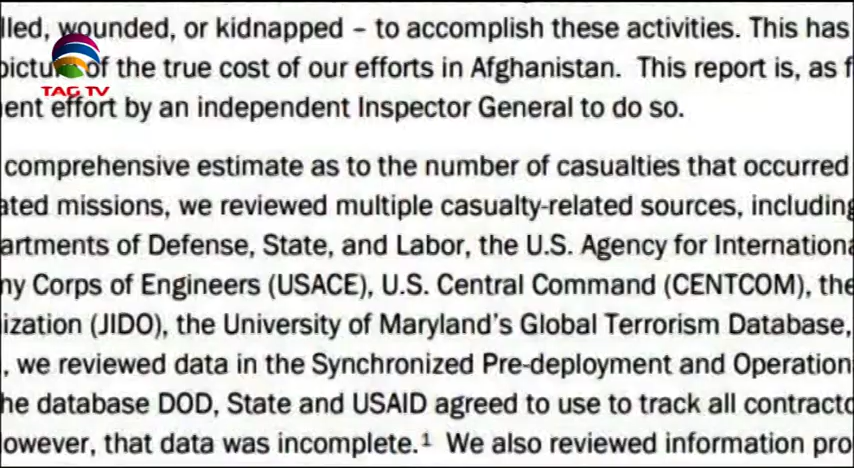 lled, wounded, or kidnapped – to accomplish these activities. This has
pictu of the true cost of our efforts in Afghanistan. This report is, as f
ent effort by an independent Inspector General to do so.
TAG TV
comprehensive estimate as to the number of casualties that occurred
ated missions, we reviewed multiple casualty-related sources, including
artments of Defense, State, and Labor, the U.S. Agency for Internationa
ny Corps of Engineers (USACE), U.S. Central Command (CENTCOM), the
ization (JIDO), the University of Maryland's Global Terrorism Database,
, we reviewed data in the Synchronized Pre-deployment and Operation
he database DOD, State and USAID agreed to use to track all contracto
owever, that data was incomplete.¹ We also reviewed information pro